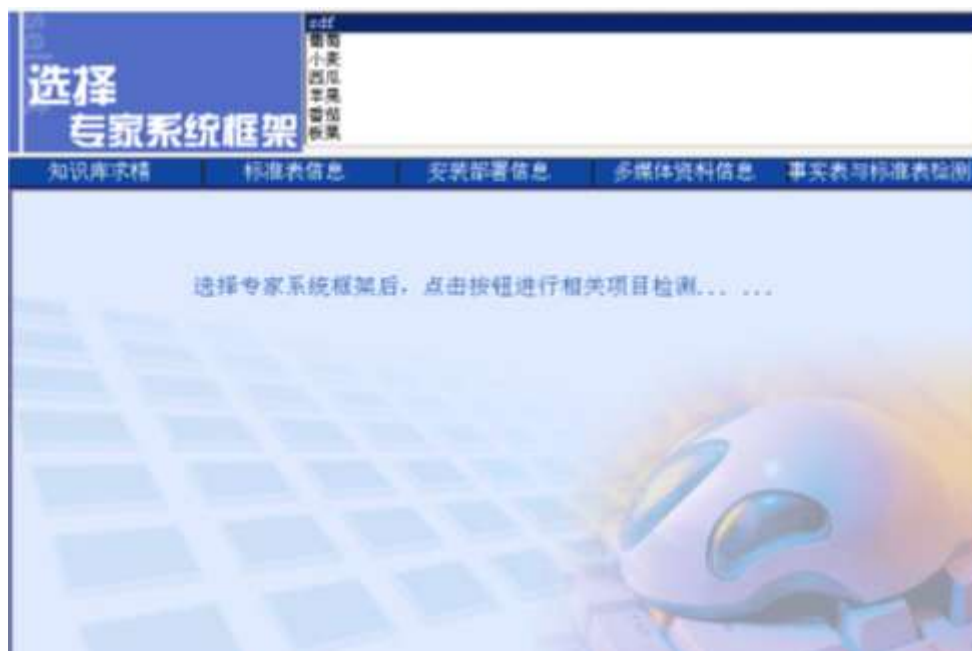 选择
专家系统框架
sdf
葡萄
小麦
西瓜
苹果
番茄
板栗
知识库求精 标准表信息 安装部署信息 多媒体资料信息 事实表与标准表检测
选择专家系统框架后，点击按钮进行相关项目检测... ...